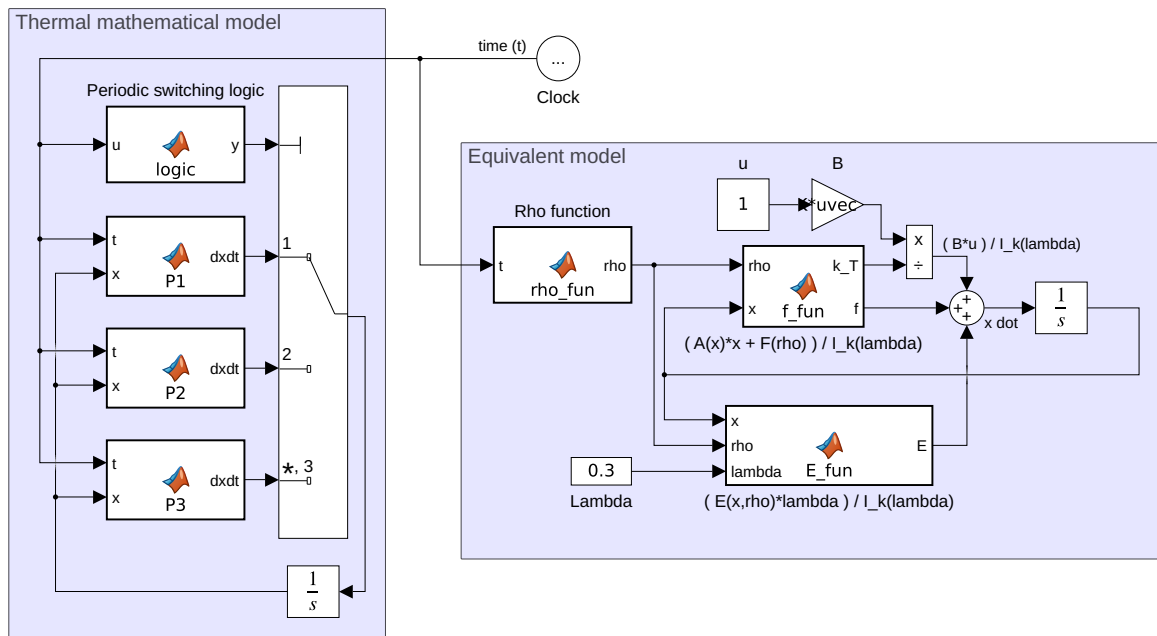 Thermal mathematical model
time (t)
...
Clock
Periodic switching logic
u
y
logic
t
x
dxdt
P1
1
t
x
dxdt
P2
2
t
x
dxdt
P3
*, 3
1
s
Equivalent model
Rho function
t
rho
rho_fun
u
1
B
K*uvec
x
÷
( B*u ) / I_k(lambda)
rho
x
k_T
f
f_fun
( A(x)*x + F(rho) ) / I_k(lambda)
+
+
+
x dot
1
s
x
rho
lambda
E
E_fun
( E(x,rho)*lambda ) / I_k(lambda)
0.3
Lambda